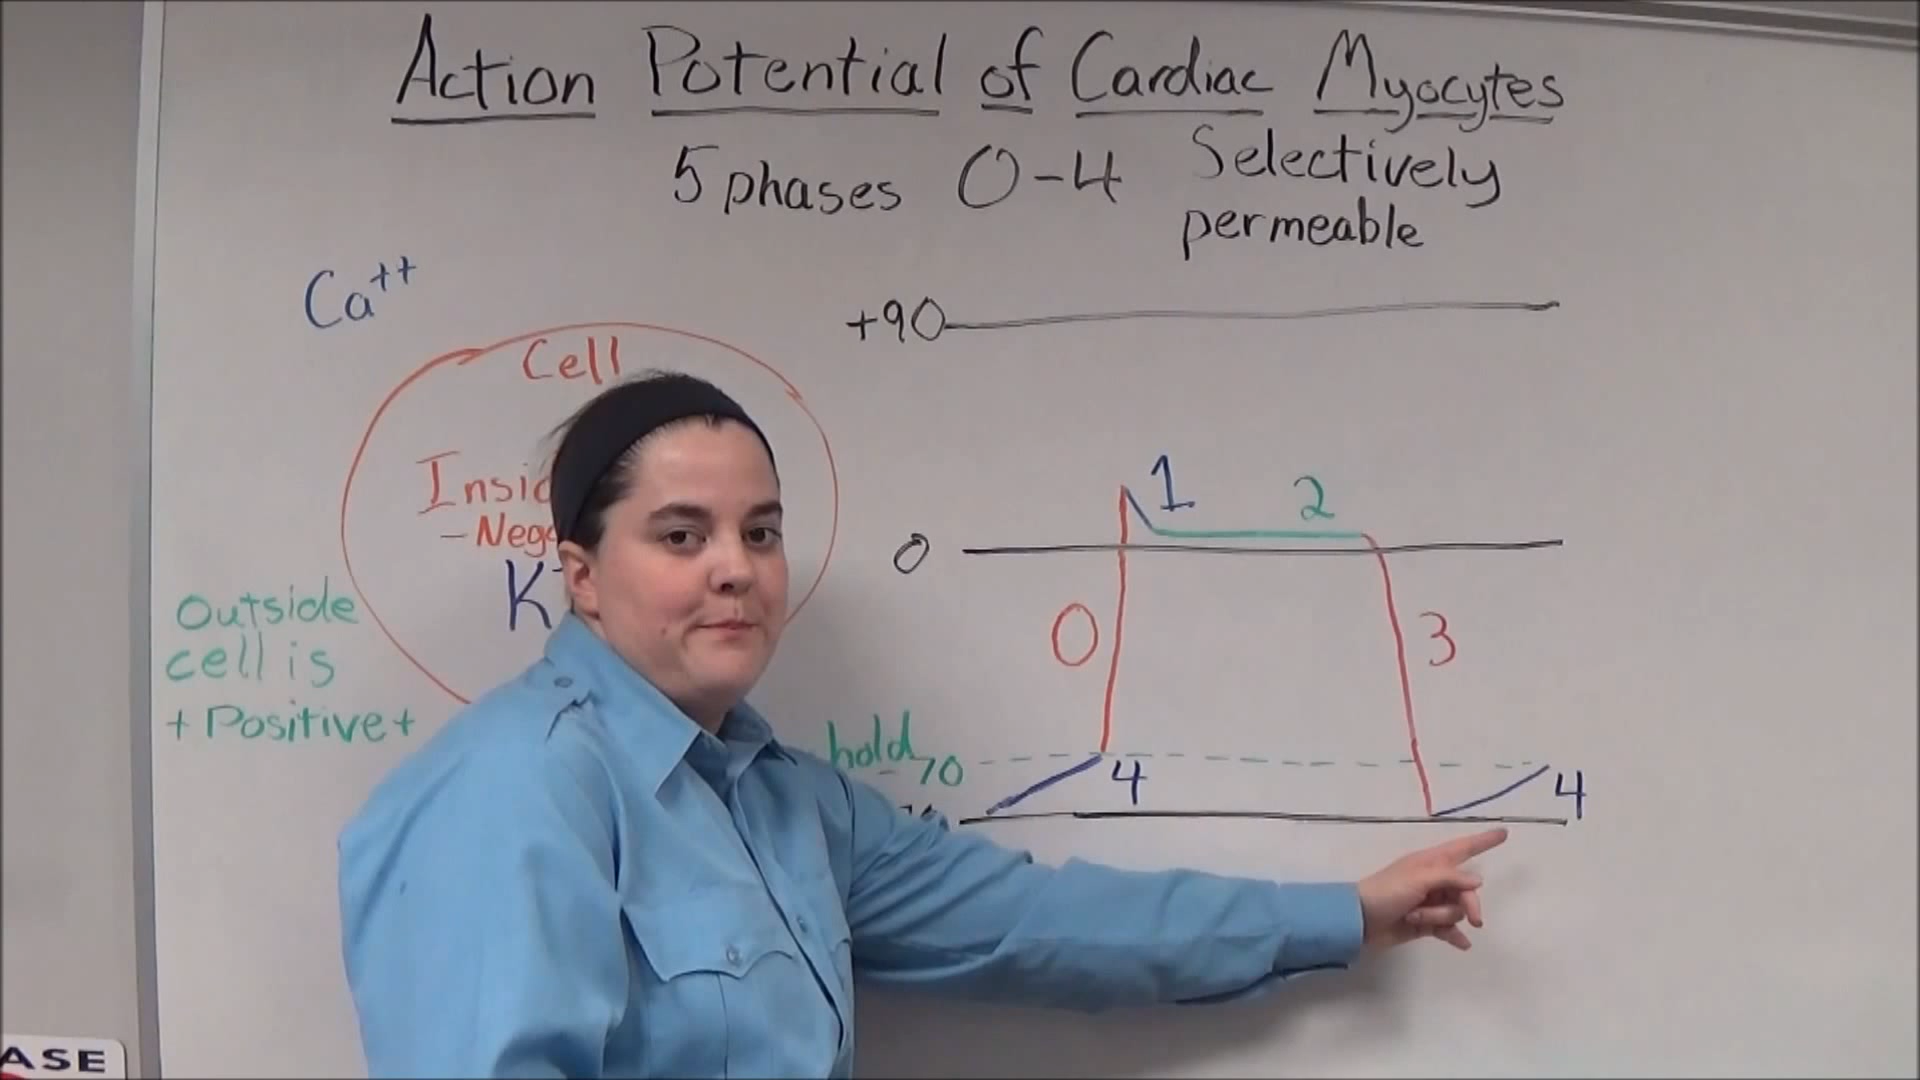 Action Potential of Cardiac Myocytes
5 phases 0-4 Selectively
permeable
Ca++
+90
Cell
1
2
0
K
0
3
Outside
cell is
+ Positive +
hold
70
4
4
ASE